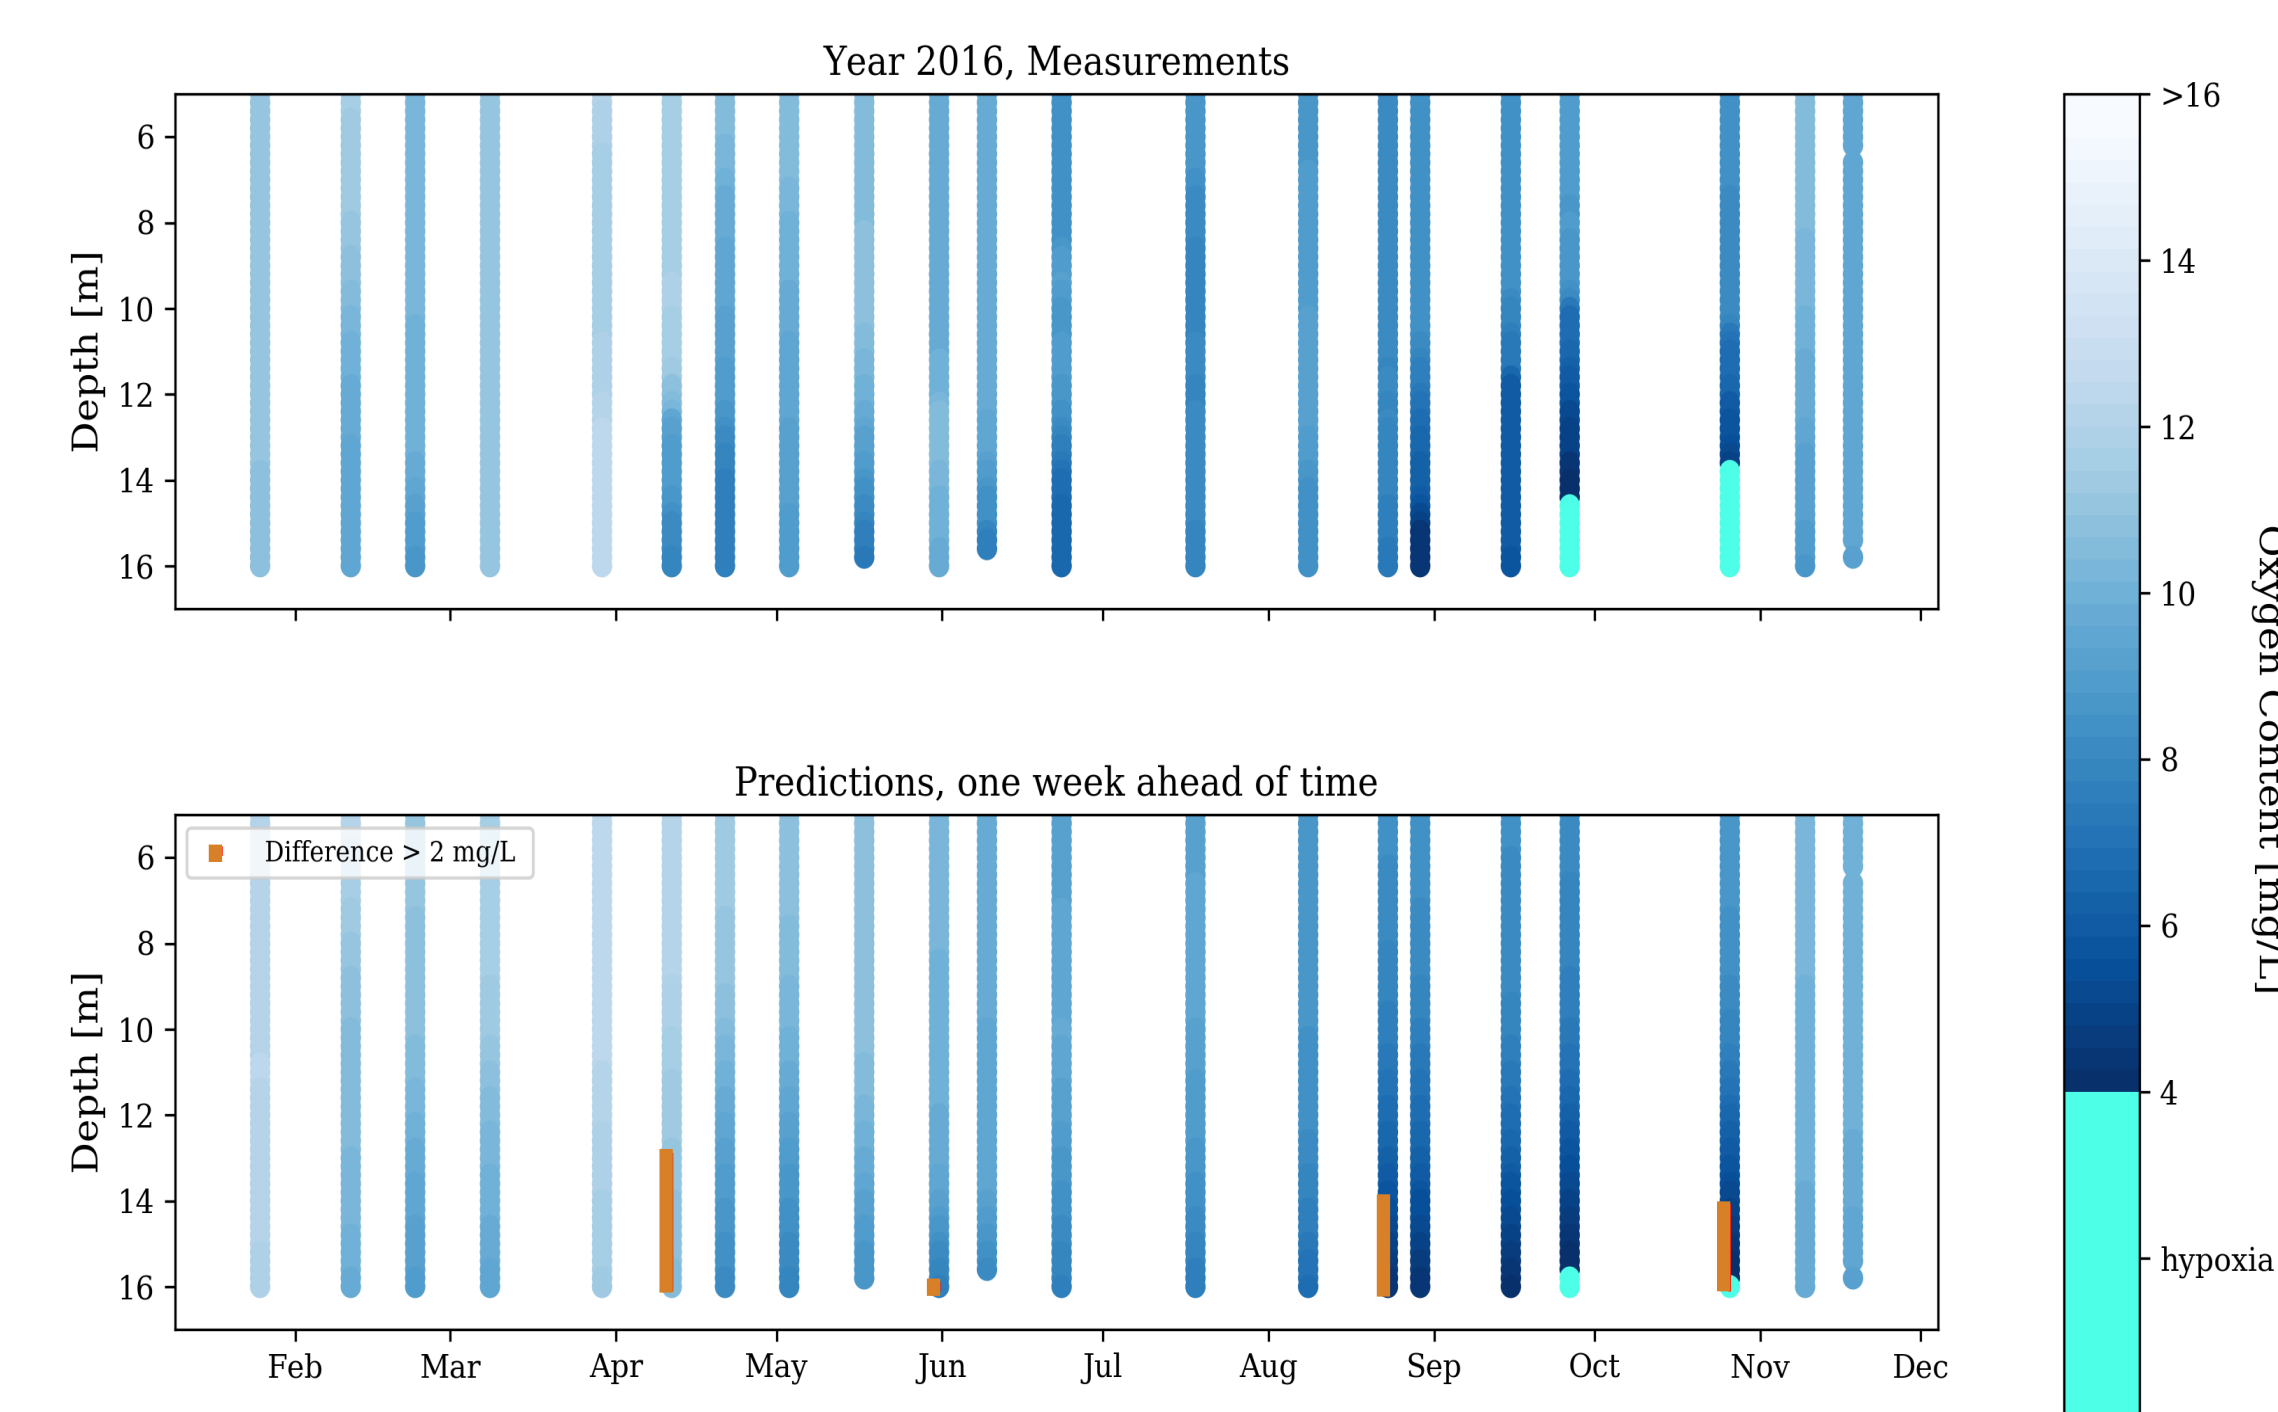 Year 2016, Measurements
Depth [m]
6
8
10
12
14
16
Predictions, one week ahead of time
Difference > 2 mg/L
Depth [m]
6
8
10
12
14
16
Feb Mar Apr May Jun Jul Aug Sep Oct Nov Dec
>16
14
12
10
8
6
4
hypoxia
Oxygen Content [mg/L]